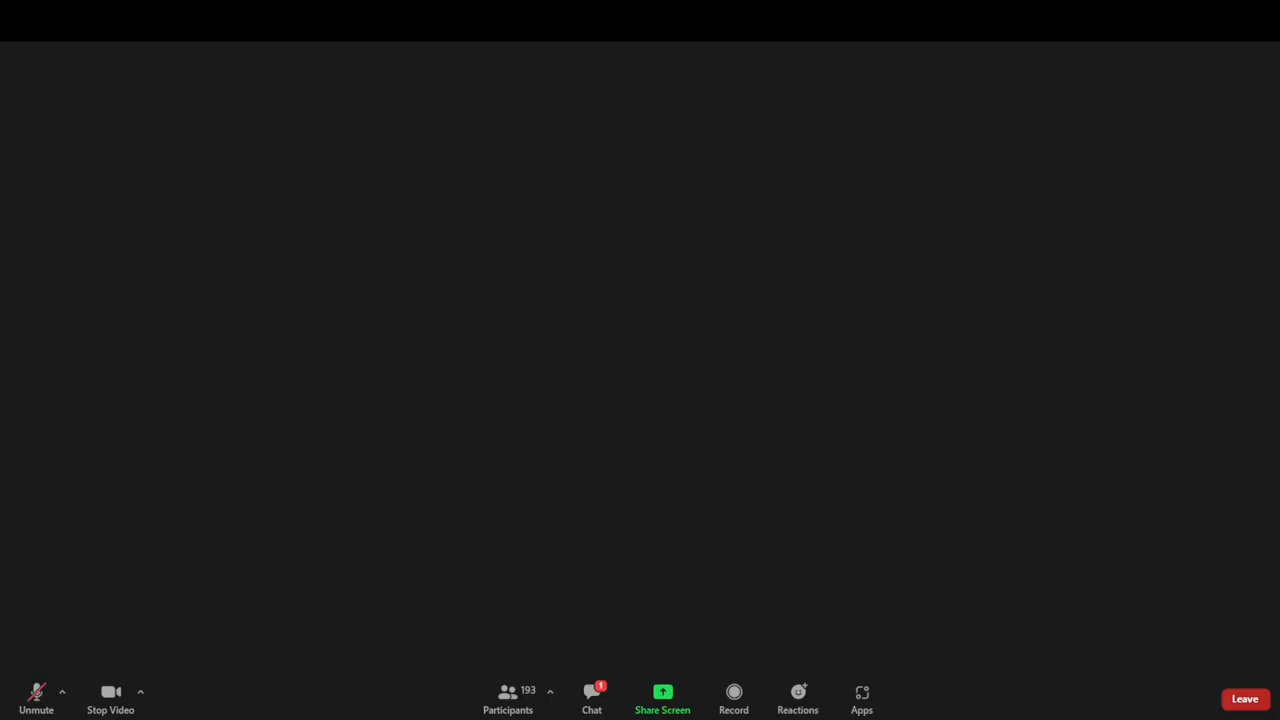 193
1
Unmute
Stop Video
Participants
Chat
Share Screen
Record
Reactions
Apps
Leave